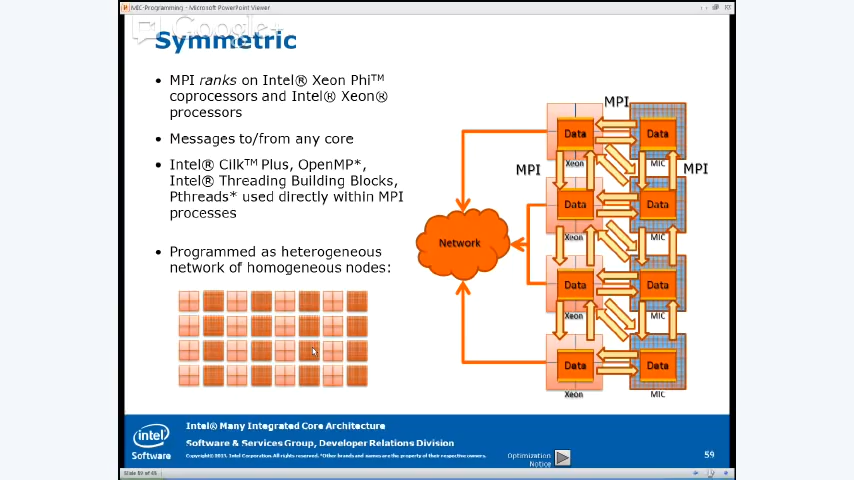 MIC-Programming - Microsoft PowerPoint Viewer
Google+
Symmetric
• MPI ranks on Intel® Xeon Phi™
coprocessors and Intel® Xeon®
processors
• Messages to/from any core
• Intel® Cilk™ Plus, OpenMP*,
Intel® Threading Building Blocks,
Pthreads* used directly within MPI
processes
• Programmed as heterogeneous
network of homogeneous nodes:
MPI
Data
Data
Xeon
MIC
MPI
MPI
Data
Data
Xeon
MIC
Network
Data
Data
Xeon
MIC
Data
Data
Xeon
MIC
intel
Software
Intel® Many Integrated Core Architecture
Software & Services Group, Developer Relations Division
Copyright© 2013, Intel Corporation. All rights reserved. *Other brands and names are the property of their respective owners.
Optimization
Notice
59